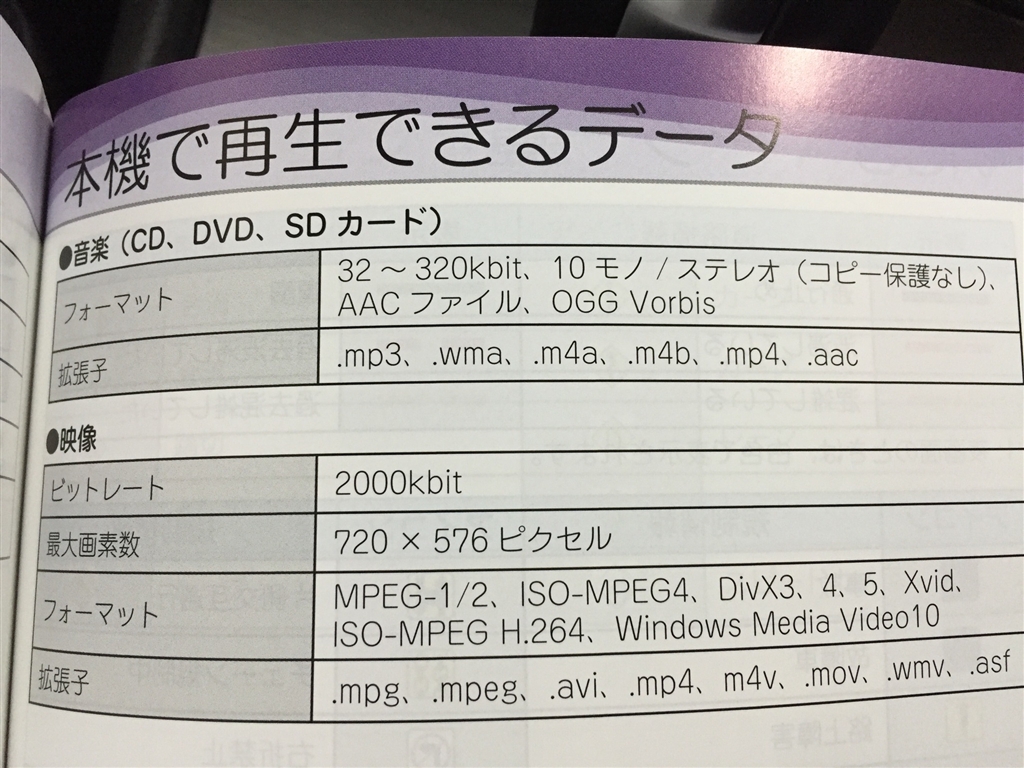 本機で再生できるデータ
●音楽（CD、DVD、SD カード）
フォーマット
32 ～ 320kbit、10 モノ / ステレオ（コピー保護なし）、
AAC ファイル、OGG Vorbis
拡張子
.mp3、.wma、.m4a、.m4b、.mp4、.aac
●映像
ビットレート
2000kbit
最大画素数
720 × 576 ピクセル
フォーマット
MPEG-1/2、ISO-MPEG4、DivX3、4、5、Xvid、
ISO-MPEG H.264、Windows Media Video10
拡張子
.mpg、.mpeg、.avi、.mp4、m4v、.mov、.wmv、.asf